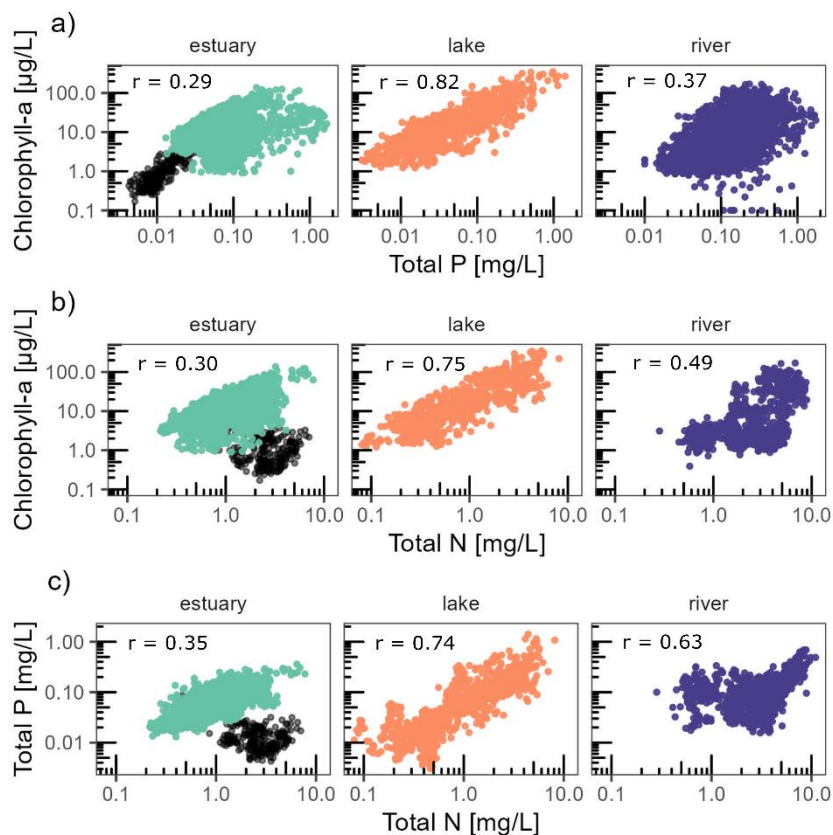 a)
estuary lake river
Chlorophyll-a [µg/L]
r = 0.29 r = 0.82 r = 0.37
100.0
10.0
1.0
0.1
0.01 0.10 1.00 0.01 0.10 1.00 0.01 0.10 1.00
Total P [mg/L]
b)
estuary lake river
Chlorophyll-a [µg/L]
r = 0.30 r = 0.75 r = 0.49
100.0
10.0
1.0
0.1
0.1 1.0 10.0 0.1 1.0 10.0 0.1 1.0 10.0
Total N [mg/L]
c)
estuary lake river
Total P [mg/L]
r = 0.35 r = 0.74 r = 0.63
1.00
0.10
0.01
0.1 1.0 10.0 0.1 1.0 10.0 0.1 1.0 10.0
Total N [mg/L]